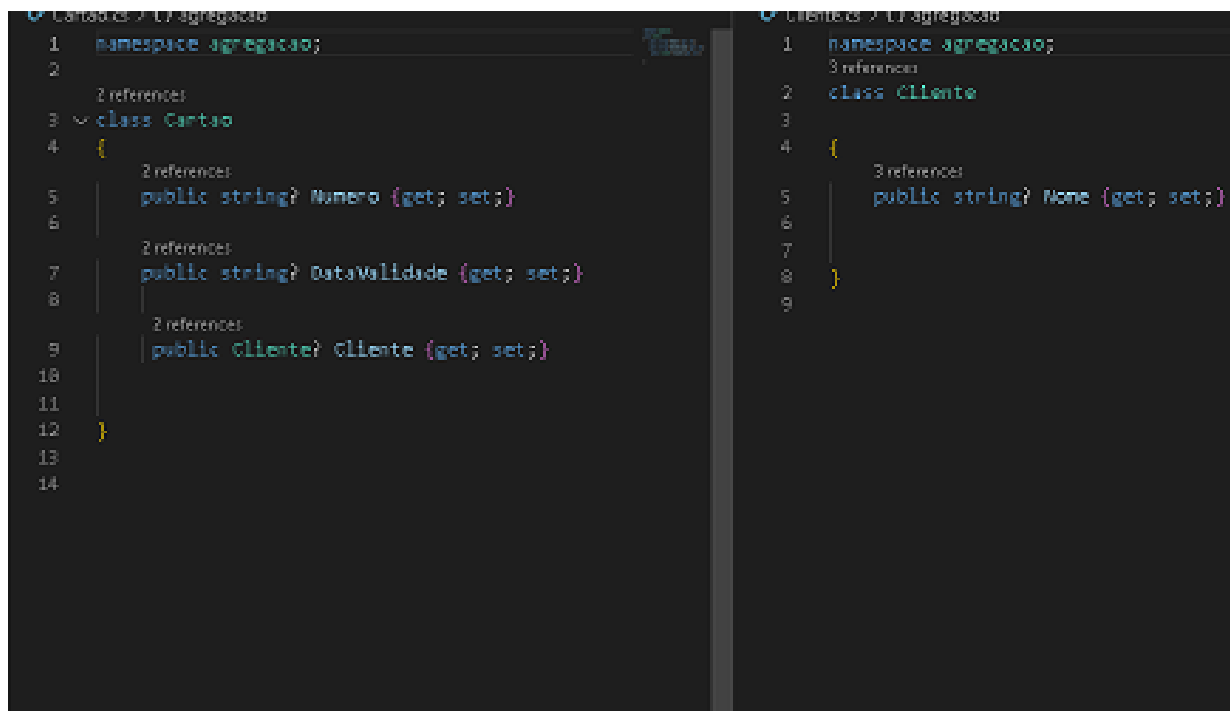 Cartao.cs > {} agregacao
1 namespace agregacao;
2
2 references
3 class Cartao
4 {
2 references
5 public string? Numero {get; set;}
6
2 references
7 public string? DataValidade {get; set;}
8
2 references
9 public Cliente? Cliente {get; set;}
10
11
12 }
13
14
Cliente.cs > {} agregacao
1 namespace agregacao;
3 references
2 class Cliente
3
4 {
3 references
5 public string? Nome {get; set;}
6
7
8 }
9